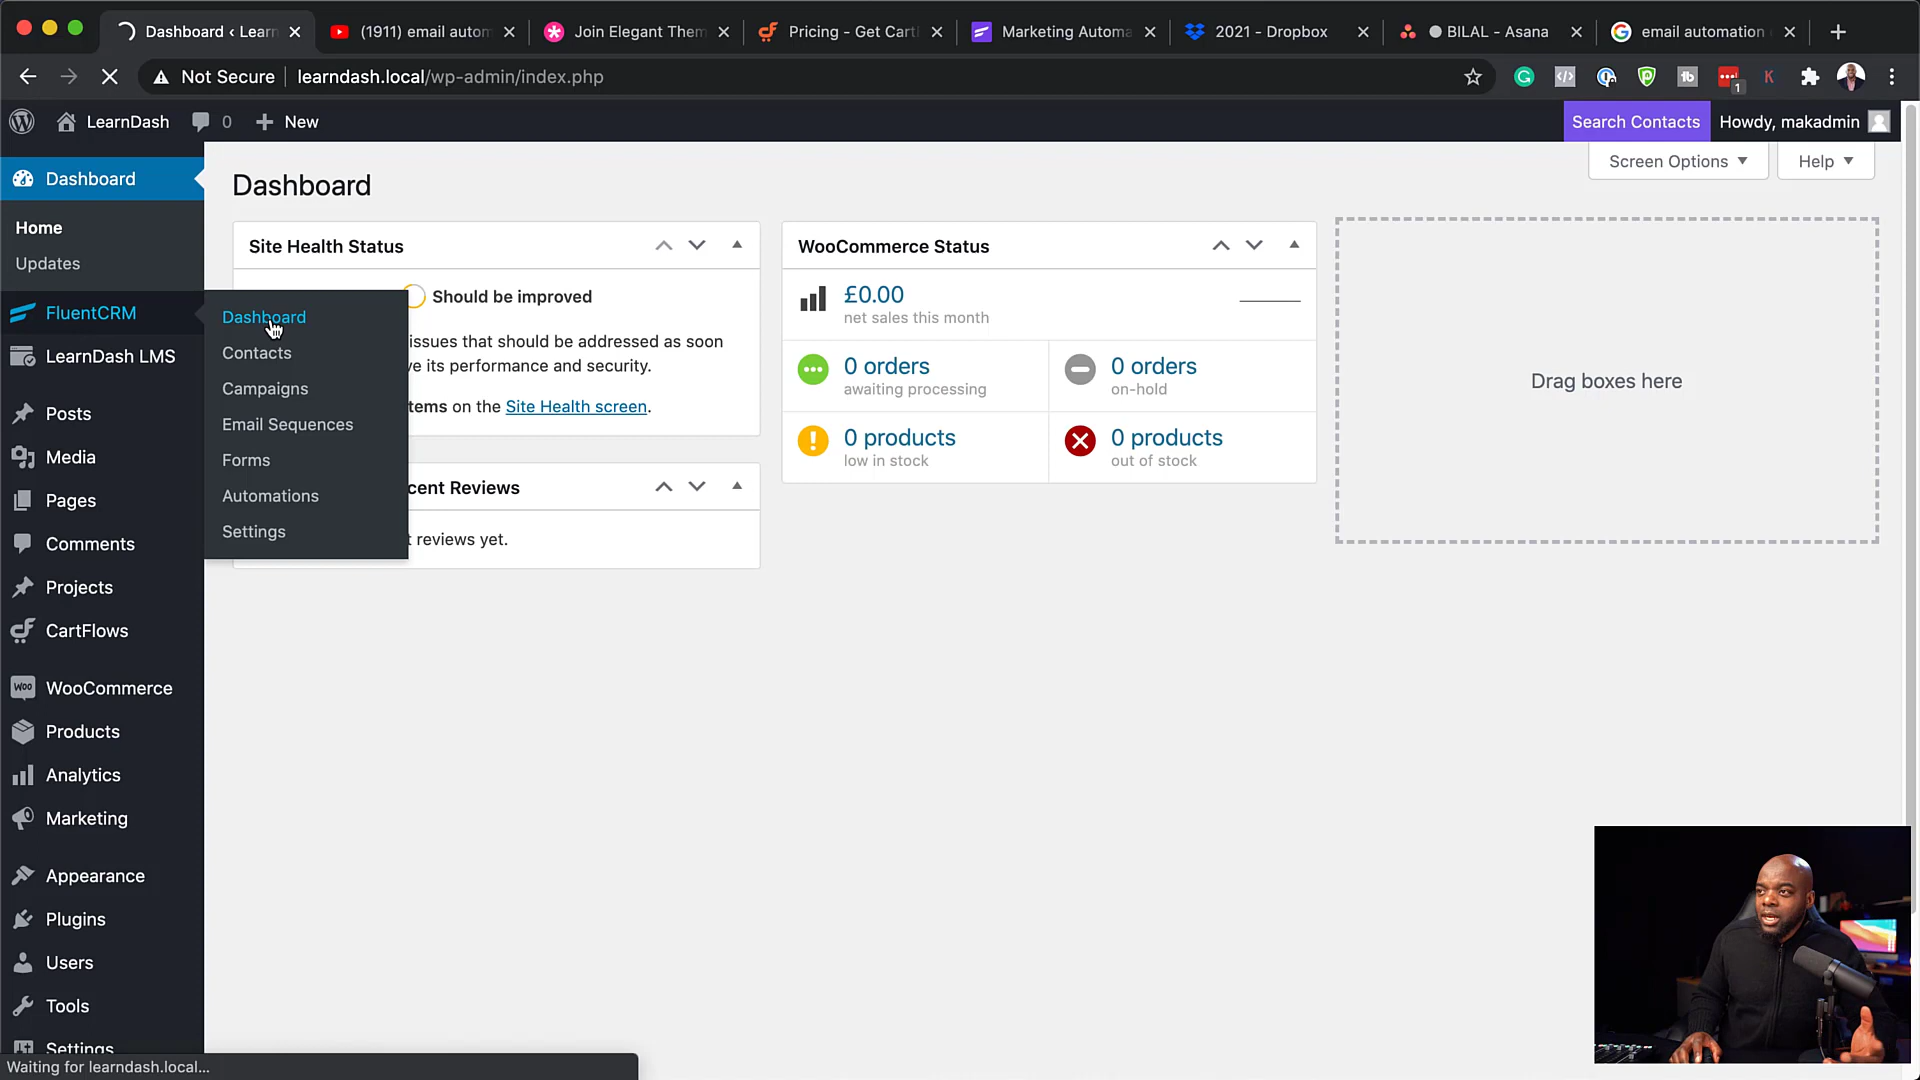 Dashboard ‹ Learn
(1911) email autom
Join Elegant Them
Pricing - Get Carti
Marketing Automa
2021 - Dropbox
BILAL - Asana
email automation
Not Secure
learndash.local/wp-admin/index.php
1
LearnDash
0
New
Search Contacts
Howdy, makadmin
Screen Options
Help
Dashboard
Home
Updates
FluentCRM
LearnDash LMS
Posts
Media
Pages
Comments
Projects
CartFlows
WooCommerce
Products
Analytics
Marketing
Appearance
Plugins
Users
Tools
Settings
Dashboard
Contacts
Campaigns
Email Sequences
Forms
Automations
Settings
Dashboard
Site Health Status
Should be improved
issues that should be addressed as soon
ve its performance and security.
tems on the Site Health screen.
cent Reviews
t reviews yet.
WooCommerce Status
£0.00
net sales this month
0 orders
awaiting processing
0 orders
on-hold
0 products
low in stock
0 products
out of stock
Drag boxes here
Waiting for learndash.local...